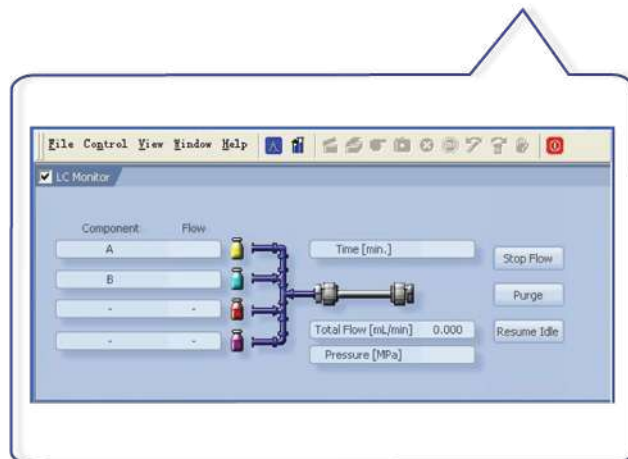 File Control View Window Help
LC Monitor
Component Flow
A
Time [min.]
Stop Flow
B
- -
Purge
Total Flow [mL/min] 0.000
Resume Idle
- -
Pressure [MPa]